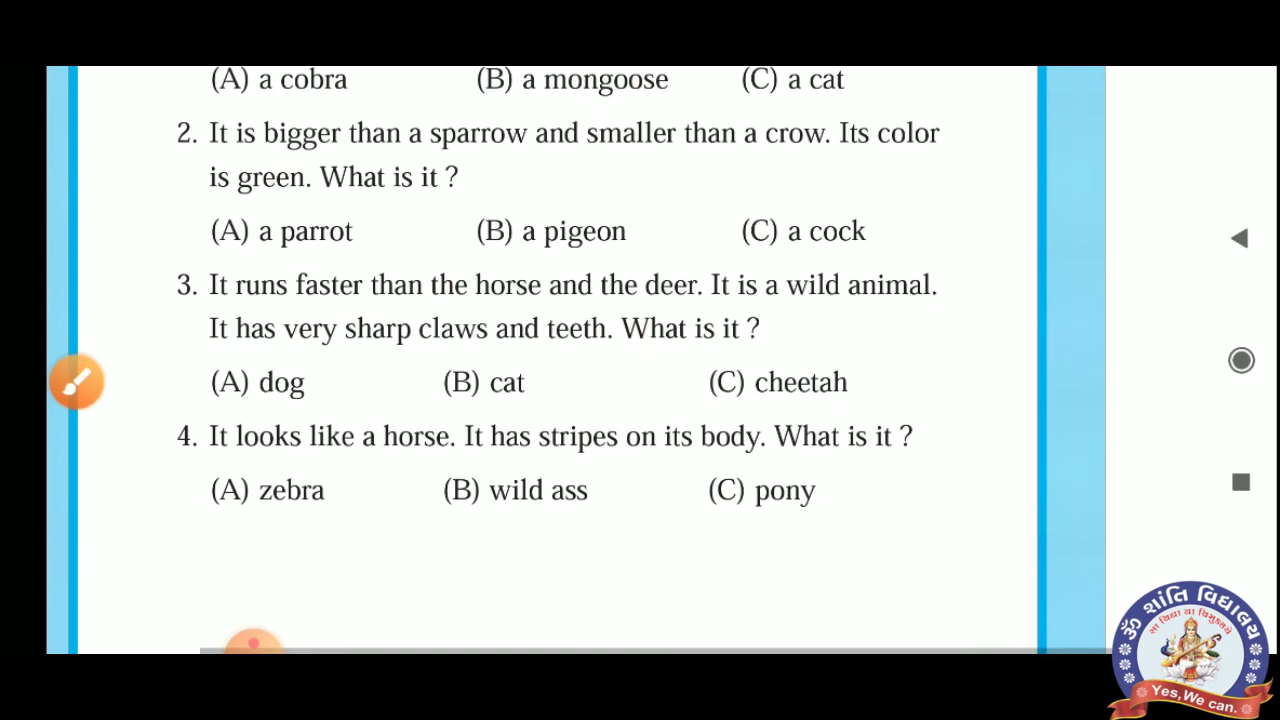 (A) a cobra (B) a mongoose (C) a cat
2. It is bigger than a sparrow and smaller than a crow. Its color
is green. What is it ?
(A) a parrot (B) a pigeon (C) a cock
3. It runs faster than the horse and the deer. It is a wild animal.
It has very sharp claws and teeth. What is it ?
(A) dog (B) cat (C) cheetah
4. It looks like a horse. It has stripes on its body. What is it ?
(A) zebra (B) wild ass (C) pony
ૐ શાંતિ વિદ્યાલય
સા વિદ્યા યા વિમુક્તયે
Yes, We can.